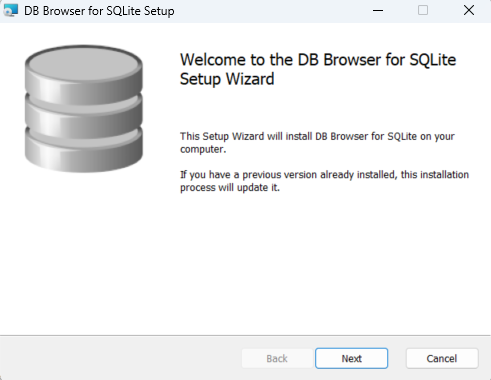 DB Browser for SQLite Setup
Welcome to the DB Browser for SQLite
Setup Wizard
This Setup Wizard will install DB Browser for SQLite on your
computer.
If you have a previous version already installed, this installation
process will update it.
Back Next Cancel